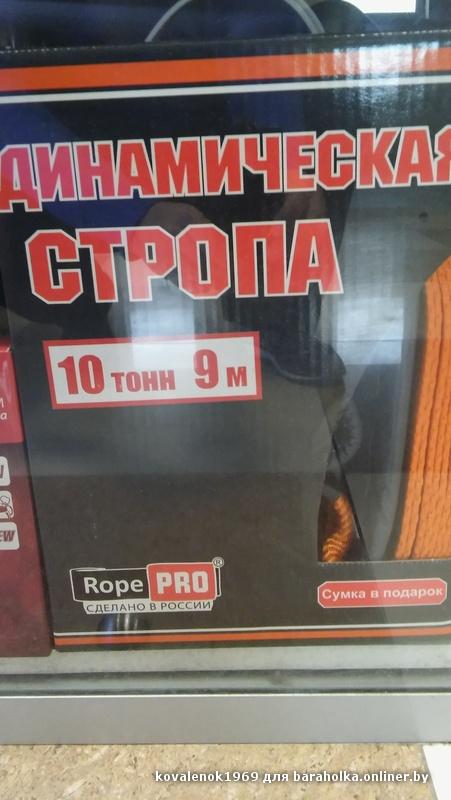 ДИНАМИЧЕСКАЯ
СТРОПА
10 тонн 9 м
Rope PRO®
СДЕЛАНО В РОССИИ
Сумка в подарок
kovalenok1969 для baraholka.onliner.by